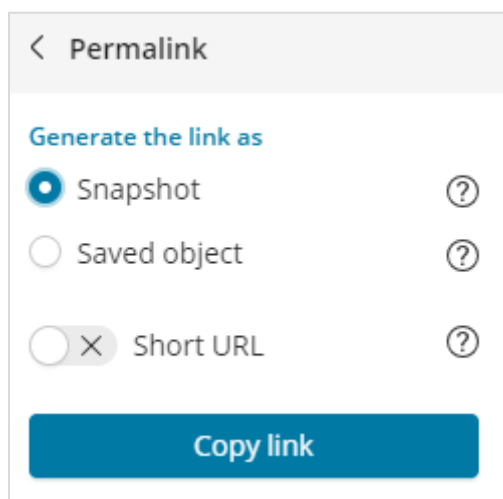 Permalink
Generate the link as
Snapshot
Saved object
Short URL
Copy link